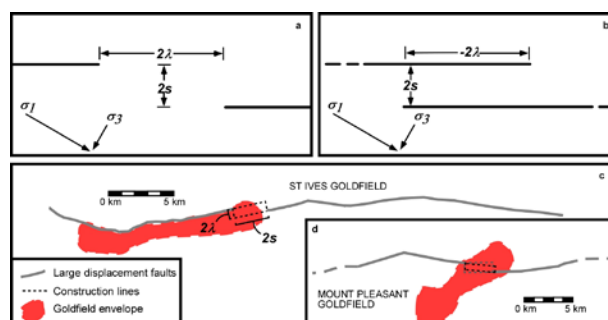 a
2λ
2s
σ1
σ3
b
-2λ
2s
σ1
σ3
c
0 km 5 km
ST IVES GOLDFIELD
2λ
2s
d
Large displacement faults
Construction lines
Goldfield envelope
MOUNT PLEASANT
GOLDFIELD
0 km 5 km